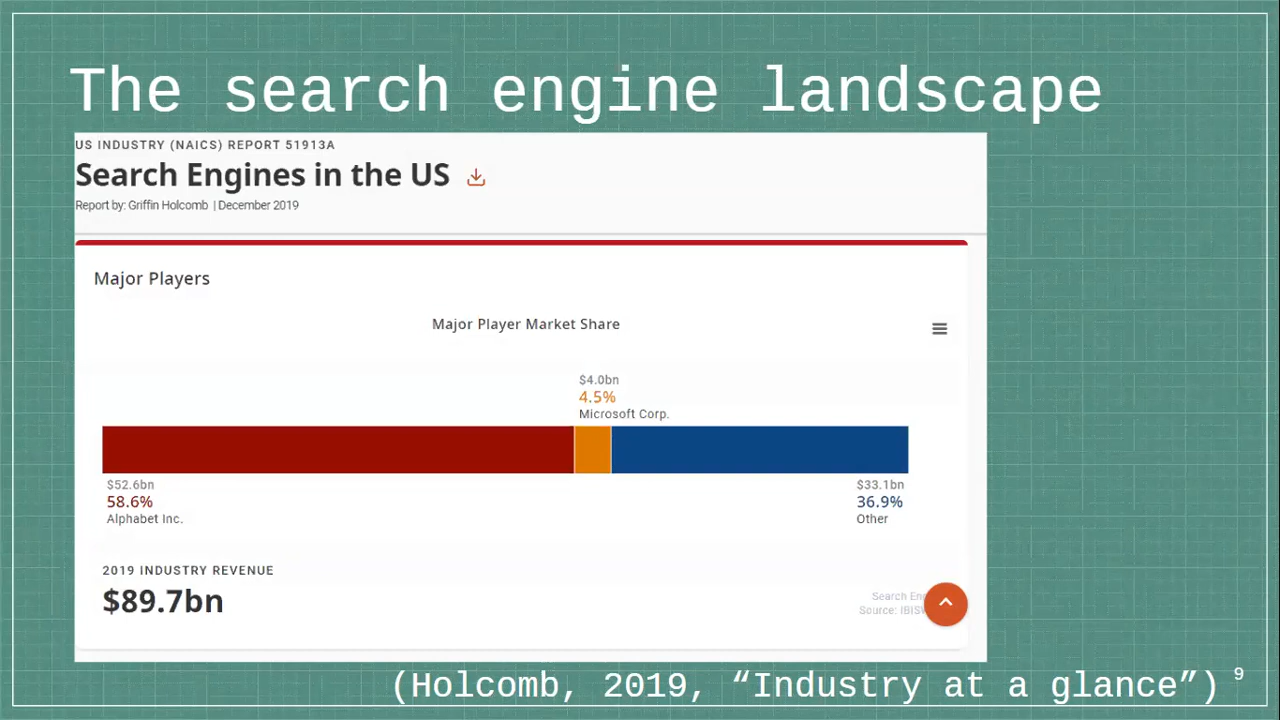 The search engine landscape
US INDUSTRY (NAICS) REPORT 51913A
Search Engines in the US
Report by: Griffin Holcomb | December 2019
Major Players
Major Player Market Share
$4.0bn
4.5%
Microsoft Corp.
$52.6bn
58.6%
Alphabet Inc.
$33.1bn
36.9%
Other
2019 INDUSTRY REVENUE
$89.7bn
Search
Source:
(Holcomb, 2019, “Industry at a glance”) 9